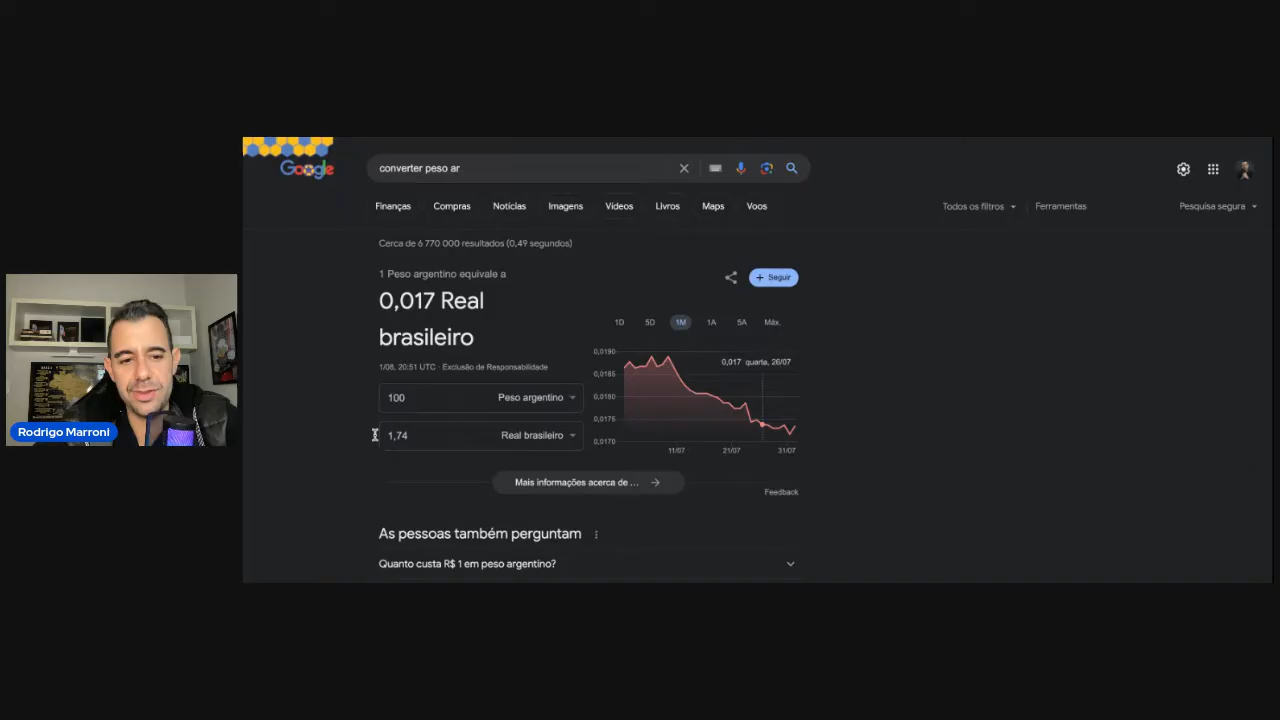 Google
converter peso ar
Finanças
Compras
Notícias
Imagens
Vídeos
Livros
Maps
Voos
Todos os filtros
Ferramentas
Pesquisa segura
Cerca de 6 770 000 resultados (0,49 segundos)
1 Peso argentino equivale a
0,017 Real
brasileiro
1/08, 20:51 UTC · Exclusão de Responsabilidade
100 Peso argentino
1,74 Real brasileiro
+ Seguir
1D 5D 1M 1A 5A Máx.
0,017 quarta, 26/07
0,0190
0,0185
0,0180
0,0175
0,0170
11/07 21/07 31/07
Mais informações acerca de ...
Feedback
As pessoas também perguntam
Quanto custa R$ 1 em peso argentino?
Rodrigo Marroni